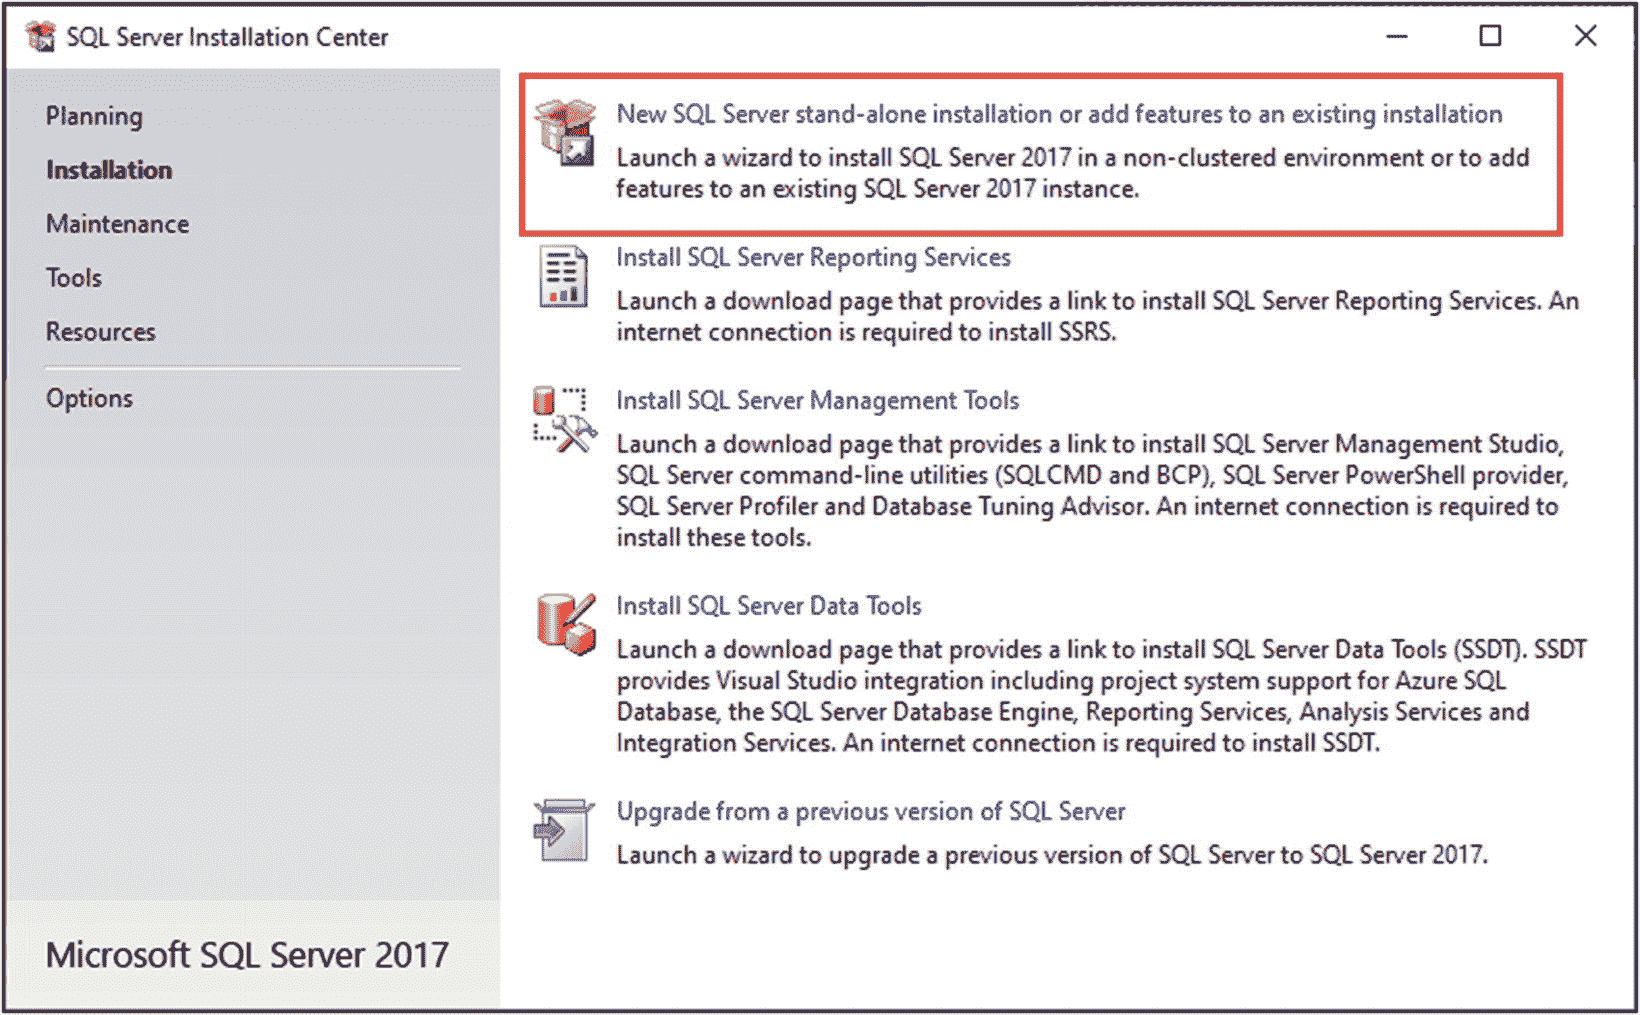 SQL Server Installation Center
Planning
Installation
Maintenance
Tools
Resources
Options
Microsoft SQL Server 2017
New SQL Server stand-alone installation or add features to an existing installation
Launch a wizard to install SQL Server 2017 in a non-clustered environment or to add
features to an existing SQL Server 2017 instance.
Install SQL Server Reporting Services
Launch a download page that provides a link to install SQL Server Reporting Services. An
internet connection is required to install SSRS.
Install SQL Server Management Tools
Launch a download page that provides a link to install SQL Server Management Studio,
SQL Server command-line utilities (SQLCMD and BCP), SQL Server PowerShell provider,
SQL Server Profiler and Database Tuning Advisor. An internet connection is required to
install these tools.
Install SQL Server Data Tools
Launch a download page that provides a link to install SQL Server Data Tools (SSDT). SSDT
provides Visual Studio integration including project system support for Azure SQL
Database, the SQL Server Database Engine, Reporting Services, Analysis Services and
Integration Services. An internet connection is required to install SSDT.
Upgrade from a previous version of SQL Server
Launch a wizard to upgrade a previous version of SQL Server to SQL Server 2017.